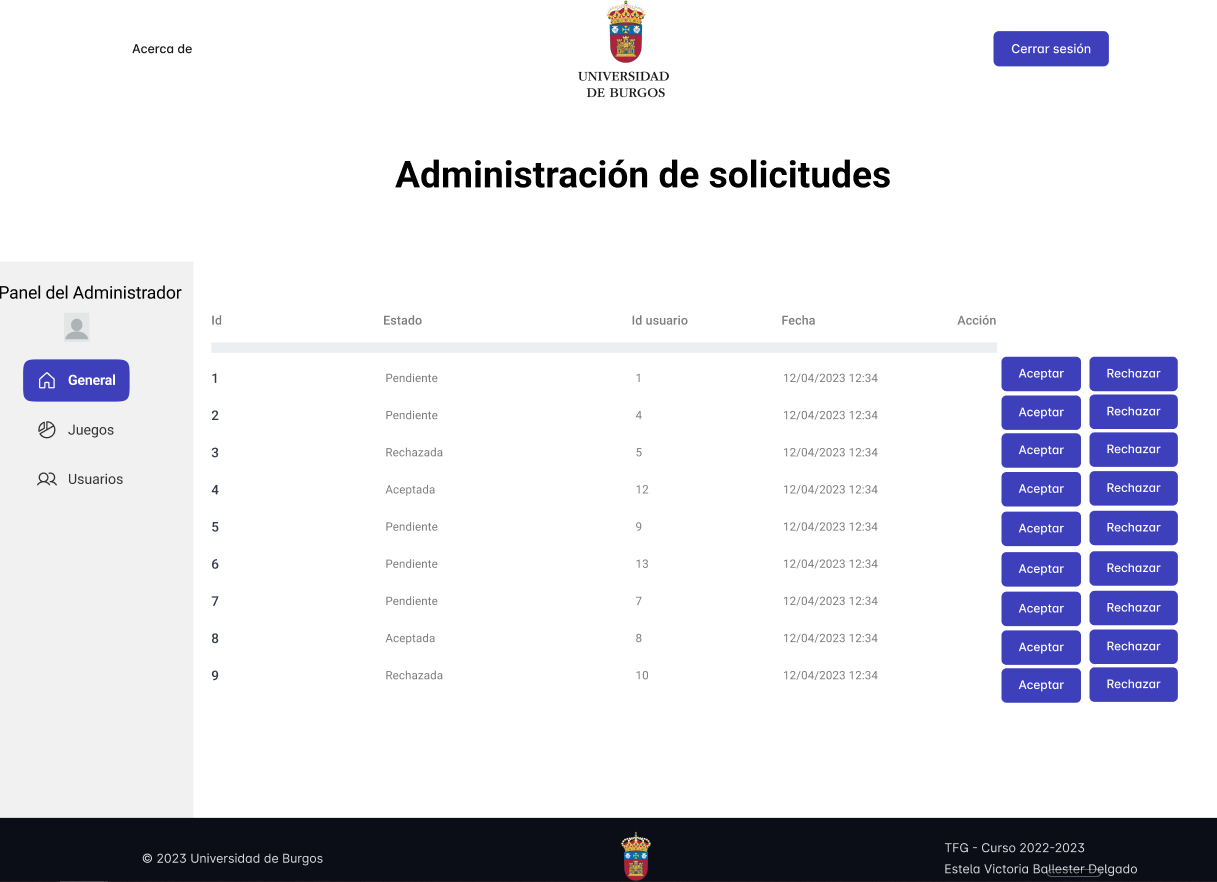 Acerca de
UNIVERSIDAD
DE BURGOS
Cerrar sesión
Administración de solicitudes
Panel del Administrador
General
Juegos
Usuarios
Id Estado Id usuario Fecha Acción
1 Pendiente 1 12/04/2023 12:34 Aceptar Rechazar
2 Pendiente 4 12/04/2023 12:34 Aceptar Rechazar
3 Rechazada 5 12/04/2023 12:34 Aceptar Rechazar
4 Aceptada 12 12/04/2023 12:34 Aceptar Rechazar
5 Pendiente 9 12/04/2023 12:34 Aceptar Rechazar
6 Pendiente 13 12/04/2023 12:34 Aceptar Rechazar
7 Pendiente 7 12/04/2023 12:34 Aceptar Rechazar
8 Aceptada 8 12/04/2023 12:34 Aceptar Rechazar
9 Rechazada 10 12/04/2023 12:34 Aceptar Rechazar
© 2023 Universidad de Burgos
TFG - Curso 2022-2023
Estela Victoria Ballester Delgado